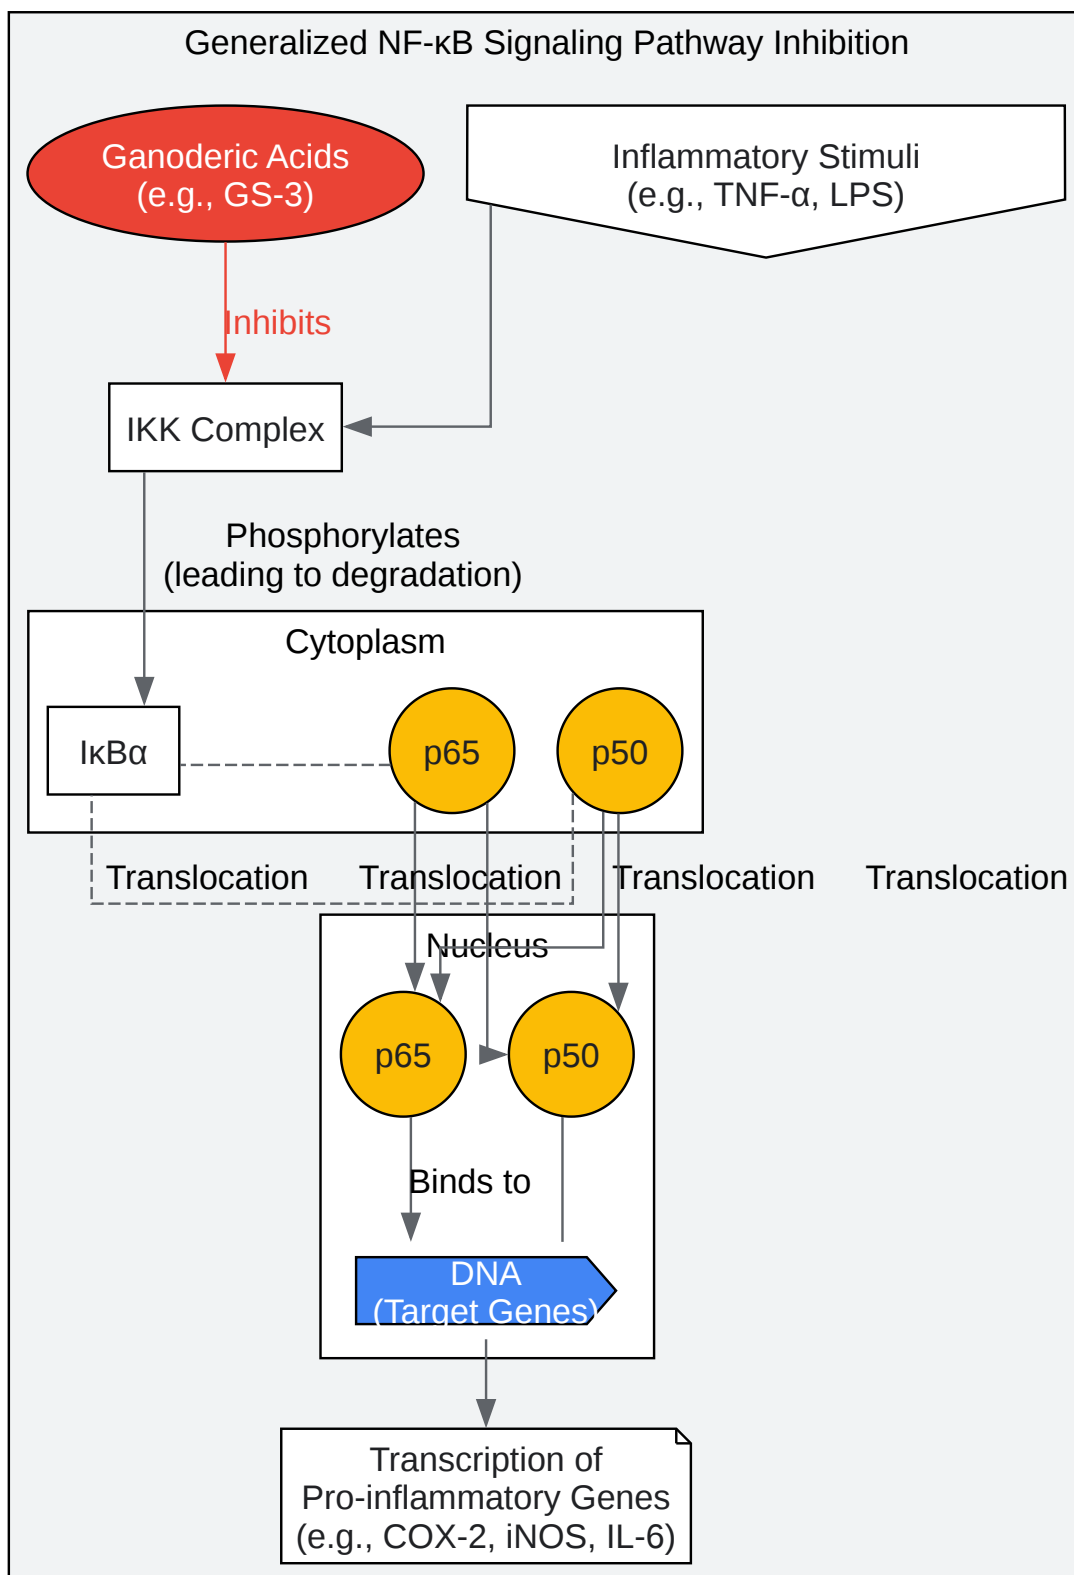 Generalized NF-κB Signaling Pathway Inhibition
Ganoderic Acids
(e.g., GS-3)
Inflammatory Stimuli
(e.g., TNF-α, LPS)
Inhibits
IKK Complex
Phosphorylates
(leading to degradation)
Cytoplasm
IκBα
p65
p50
Translocation
Translocation
Translocation
Translocation
Nucleus
p65
p50
Binds to
DNA
(Target Genes)
Transcription of
Pro-inflammatory Genes
(e.g., COX-2, iNOS, IL-6)